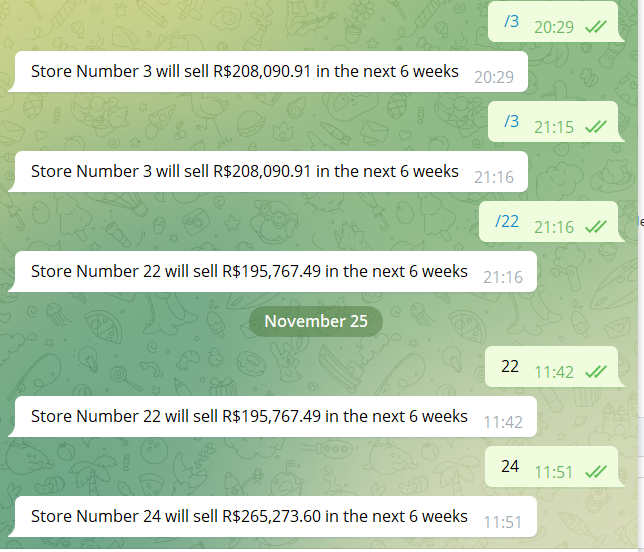 /3 20:29
Store Number 3 will sell R$208,090.91 in the next 6 weeks 20:29
/3 21:15
Store Number 3 will sell R$208,090.91 in the next 6 weeks 21:16
/22 21:16
Store Number 22 will sell R$195,767.49 in the next 6 weeks 21:16
November 25
22 11:42
Store Number 22 will sell R$195,767.49 in the next 6 weeks 11:42
24 11:51
Store Number 24 will sell R$265,273.60 in the next 6 weeks 11:51